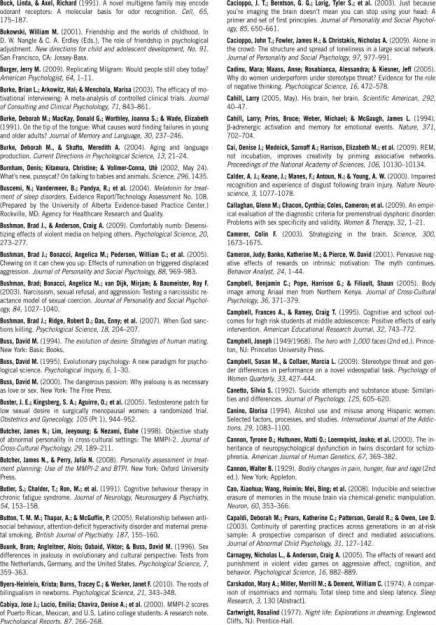 Buck, Linda, & Axel, Richard (1991). A novel multigene family may encode
odorant receptors: A molecular basis for odor recognition. Cell, 65,
175–187.
Bukowski, William M. (2001). Friendship and the worlds of childhood. In
D. W. Nangle & C. A. Erdley (Eds.), The role of friendship in psychological
adjustment. New directions for child and adolescent development, No. 91.
San Francisco, CA: Jossey-Bass.
Burger, Jerry M. (2009). Replicating Milgram: Would people still obey today?
American Psychologist, 64, 1–11.
Burke, Brian L.; Arkowitz, Hal; & Menchola, Marisa (2003). The efficacy of mo-
tivational interviewing: A meta-analysis of controlled clinical trials. Journal
of Consulting and Clinical Psychology, 71, 843–861.
Burke, Deborah M.; MacKay, Donald G.; Worthley, Joanna S.; & Wade, Elizabeth
(1991). On the tip of the tongue: What causes word finding failures in young
and older adults? Journal of Memory and Language, 30, 237–246.
Burke, Deborah M., & Shafto, Meredith A. (2004). Aging and language
production. Current Directions in Psychological Science, 13, 21–24.
Burnham, Denis; Kitamura, Christine; & Vollmer-Conna, Uté (2002, May 24).
What's new, pussycat? On talking to babies and animals. Science, 296, 1435.
Buscemi, N.; Vandermeer, B.; Pandya, R.; et al. (2004). Melatonin for treat-
ment of sleep disorders. Evidence Report/Technology Assessment No. 108.
(Prepared by the University of Alberta Evidence-based Practice Center.)
Rockville, MD: Agency for Healthcare Research and Quality.
Bushman, Brad J., & Anderson, Craig A. (2009). Comfortably numb: Desensi-
tizing effects of violent media on helping others. Psychological Science, 20,
273–277.
Bushman, Brad J.; Bonacci, Angelica M.; Pedersen, William C.; et al. (2005).
Chewing on it can chew you up: Effects of rumination on triggered displaced
aggression. Journal of Personality and Social Psychology, 88, 969–983.
Bushman, Brad; Bonacci, Angelica M.; van Dijk, Mirjam; & Baumeister, Roy F.
(2003). Narcissism, sexual refusal, and aggression: Testing a narcissistic re-
actance model of sexual coercion. Journal of Personality and Social Psychol-
ogy, 84, 1027–1040.
Bushman, Brad J.; Ridge, Robert D.; Das, Enny; et al. (2007). When God sanc-
tions killing. Psychological Science, 18, 204–207.
Buss, David M. (1994). The evolution of desire: Strategies of human mating.
New York: Basic Books.
Buss, David M. (1995). Evolutionary psychology: A new paradigm for psycho-
logical science. Psychological Inquiry, 6, 1–30.
Buss, David M. (2000). The dangerous passion: Why jealousy is as necessary
as love or sex. New York: The Free Press.
Buster, J. E.; Kingsberg, S. A.; Aguirre, O.; et al. (2005). Testosterone patch for
low sexual desire in surgically menopausal women: a randomized trial.
Obstetrics and Gynecology, 105 (Pt 1), 944–952.
Butcher, James N.; Lim, Jeeyoung; & Nezami, Elahe (1998). Objective study
of abnormal personality in cross-cultural settings: The MMPI-2. Journal of
Cross-Cultural Psychology, 29, 189–211.
Butcher, James N., & Perry, Julia N. (2008). Personality assessment in treat-
ment planning: Use of the MMPI-2 and BTPI. New York: Oxford University
Press.
Butler, S.; Chalder, T.; Ron, M.; et al. (1991). Cognitive behaviour therapy in
chronic fatigue syndrome. Journal of Neurology, Neurosurgery & Psychiatry,
54, 153–158.
Button, T. M. M.; Thapar, A.; & McGuffin, P. (2005). Relationship between anti-
social behaviour, attention-deficit hyperactivity disorder and maternal prena-
tal smoking. British Journal of Psychiatry, 187, 155–160.
Buunk, Bram; Angleitner, Alois; Oubaid, Viktor; & Buss, David M. (1996). Sex
differences in jealousy in evolutionary and cultural perspective: Tests from
the Netherlands, Germany, and the United States. Psychological Science, 7,
359–363.
Byers-Heinlein, Krista; Burns, Tracey C.; & Werker, Janet F. (2010). The roots of
bilingualism in newborns. Psychological Science, 21, 343–348.
Cabiya, Jose J.; Lucio, Emilia; Chavira, Denise A.; et al. (2000). MMPI-2 scores
of Puerto Rican, Mexican, and U.S. Latino college students: A research note.
Psychological Reports, 87, 266–268.
Cacioppo, J. T.; Berntson, G. G.; Lorig, Tyler S.; et al. (2003). Just because
you're imaging the brain doesn't mean you can stop using your head: A
primer and set of first principles. Journal of Personality and Social Psychol-
ogy, 85, 650–661.
Cacioppo, John T.; Fowler, James H.; & Christakis, Nicholas A. (2009). Alone in
the crowd: The structure and spread of loneliness in a large social network.
Journal of Personality and Social Psychology, 97, 977–991.
Cadinu, Mara; Maass, Anne; Rosabianca, Alessandra; & Kiesner, Jeff (2005).
Why do women underperform under stereotype threat? Evidence for the role
of negative thinking. Psychological Science, 16, 572–578.
Cahill, Larry (2005, May). His brain, her brain. Scientific American, 292,
40–47.
Cahill, Larry; Prins, Bruce; Weber, Michael; & McGaugh, James L. (1994).
β-adrenergic activation and memory for emotional events. Nature, 371,
702–704.
Cai, Denise J.; Mednick, Sarnoff A.; Harrison, Elizabeth M.; et al. (2009). REM,
not incubation, improves creativity by priming associative networks.
Proceedings of the National Academy of Sciences, 106, 10130–10134.
Calder, A. J.; Keane, J.; Manes, F.; Antoun, N.; & Young, A. W. (2000). Impaired
recognition and experience of disgust following brain injury. Nature Neuro-
science, 3, 1077–1078.
Callaghan, Glenn M.; Chacon, Cynthia; Coles, Cameron; et al. (2009). An empir-
ical evaluation of the diagnostic criteria for premenstrual dysphoric disorder:
Problems with sex specificity and validity. Women & Therapy, 32, 1–21.
Camerer, Colin F. (2003). Strategizing in the brain. Science, 300,
1673–1675.
Cameron, Judy; Banko, Katherine M.; & Pierce, W. David (2001). Pervasive neg-
ative effects of rewards on intrinsic motivation: The myth continues.
Behavior Analyst, 24, 1–44.
Campbell, Benjamin C.; Pope, Harrison G.; & Filiault, Shaun (2005). Body
image among Ariaal men from Northern Kenya. Journal of Cross-Cultural
Psychology, 36, 371–379.
Campbell, Frances A., & Ramey, Craig T. (1995). Cognitive and school out-
comes for high risk students at middle adolescence: Positive effects of early
intervention. American Educational Research Journal, 32, 743–772.
Campbell, Joseph (1949/1968). The hero with 1,000 faces (2nd ed.). Prince-
ton, NJ: Princeton University Press.
Campbell, Susan M., & Collaer, Marcia L. (2009). Stereotype threat and gen-
der differences in performance on a novel visuospatial task. Psychology of
Women Quarterly, 33, 437–444.
Canetto, Silvia S. (1992). Suicide attempts and substance abuse: Similari-
ties and differences. Journal of Psychology, 125, 605–620.
Canino, Glorisa (1994). Alcohol use and misuse among Hispanic women:
Selected factors, processes, and studies. International Journal of the Addic-
tions, 29, 1083–1100.
Cannon, Tyrone D.; Huttunen, Matti O.; Loennqvist, Jouko; et al. (2000). The in-
heritance of neuropsychological dysfunction in twins discordant for schizo-
phrenia. American Journal of Human Genetics, 67, 369–382.
Cannon, Walter B. (1929). Bodily changes in pain, hunger, fear and rage (2nd
ed.). New York: Appleton.
Cao, Xiaohua; Wang, Huimin; Mei, Bing; et al. (2008). Inducible and selective
erasure of memories in the mouse brain via chemical-genetic manipulation.
Neuron, 60, 353–366.
Capaldi, Deborah M.; Pears, Katherine C.; Patterson, Gerald R.; & Owen, Lee D.
(2003). Continuity of parenting practices across generations in an at-risk
sample: A prospective comparison of direct and mediated associations.
Journal of Abnormal Child Psychology, 31, 127–142.
Carnagey, Nicholas L., & Anderson, Craig A. (2005). The effects of reward and
punishment in violent video games on aggressive affect, cognition, and
behavior. Psychological Science, 16, 882–889.
Carskadon, Mary A.; Mitler, Merrill M.; & Dement, William C. (1974). A compar-
ison of insomniacs and normals: Total sleep time and sleep latency. Sleep
Research, 3, 130 [Abstract].
Cartwright, Rosalind (1977). Night life: Explorations in dreaming. Englewood
Cliffs, NJ: Prentice-Hall.